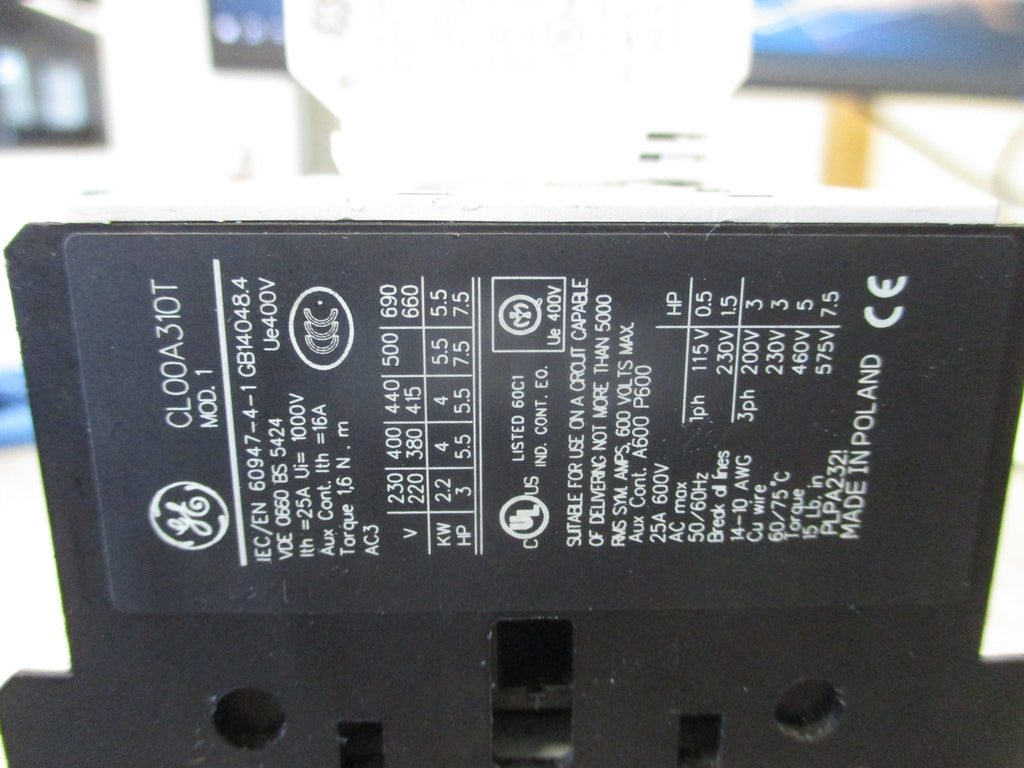 GE
CL00A310T
MOD. 1
IEC/EN 60947-4-1 GB14048.4
VDE 0660 BS 5424 Ue400V
Ith =25A Ui= 1000V
Aux Cont. Ith =16A
Torque 1,6 N . m
CCC
AC3
V 230 400 440 500 690
220 380 415 660
KW 2.2 4 4 5.5 5.5
HP 3 5.5 5.5 7.5 7.5
C UL US LISTED 60C1
IND. CONT. EQ.
Ue 400V
SUITABLE FOR USE ON A CIRCUIT CAPABLE
OF DELIVERING NOT MORE THAN 5000
RMS SYM AMPS, 600 VOLTS MAX.
Aux Cont. A600 P600
25A 600V
AC max
50/60Hz
Break all lines
14-10 AWG
Cu wire
60/75°C
Torque
15 Lb. in
HP
1ph 115V 0.5
230V 1.5
3ph 200V 3
230V 3
460V 5
575V 7.5
PLPA232I
MADE IN POLAND
CE